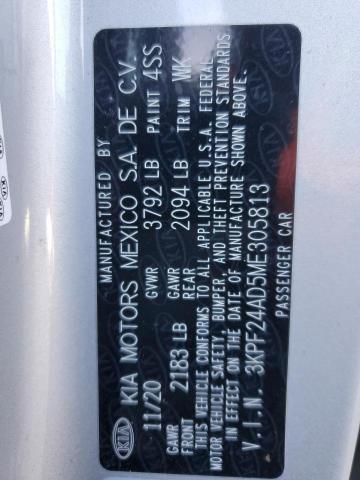 MANUFACTURED BY
KIA KIA MOTORS MEXICO S.A. DE C.V.
11/20 GVWR 3792 LB PAINT 4SS
GAWR FRONT 2183 LB GAWR REAR 2094 LB TRIM WK
THIS VEHICLE CONFORMS TO ALL APPLICABLE U.S.A. FEDERAL
MOTOR VEHICLE SAFETY, BUMPER, AND THEFT PREVENTION STANDARDS
IN EFFECT ON THE DATE OF MANUFACTURE SHOWN ABOVE.
V.I.N. 3KPF24AD5ME305813
PASSENGER CAR